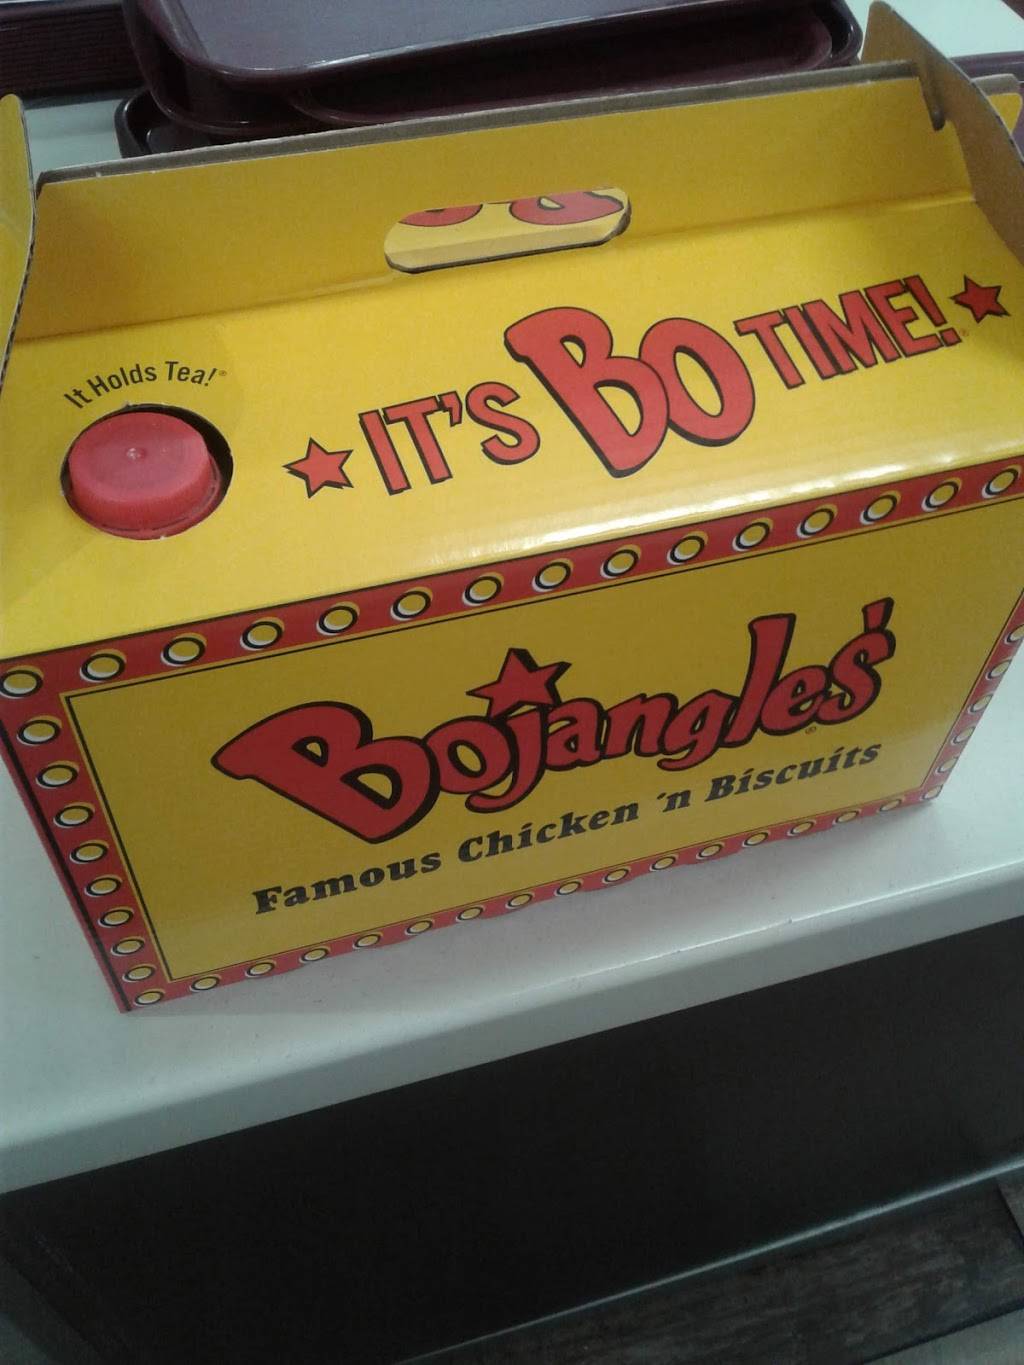 It Holds Tea!®
IT'S BO TIME!®
Bojangles'®
Famous Chicken 'n Biscuits